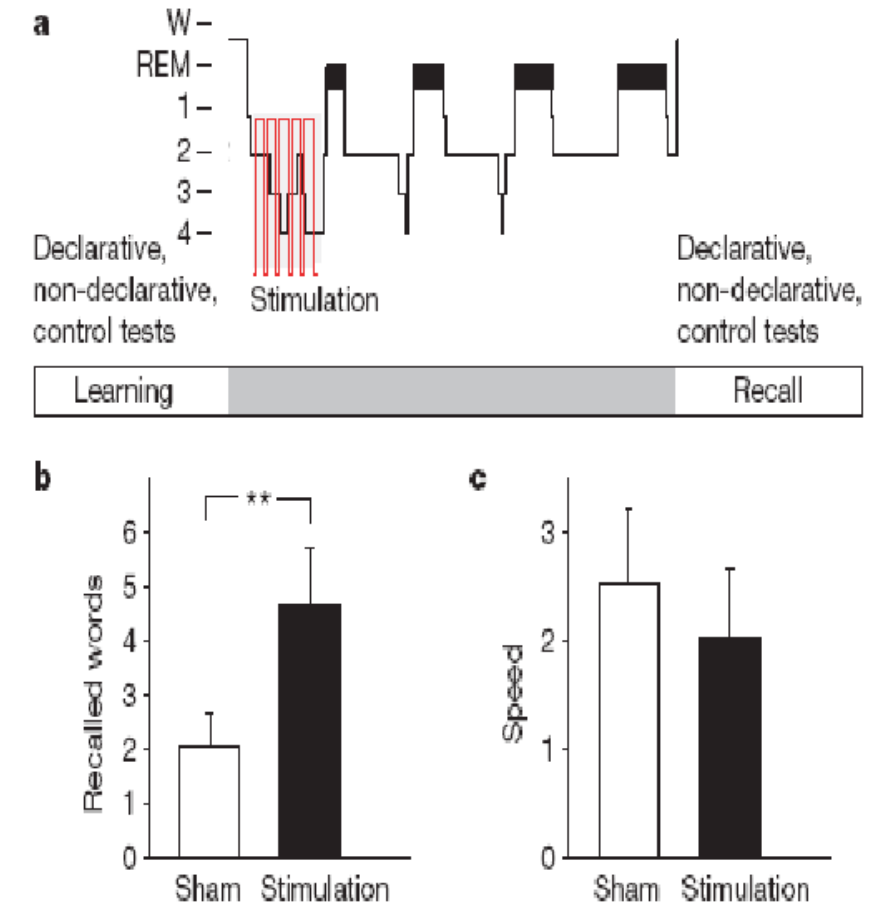 a
W
REM
1
2
3
4
Declarative,
non-declarative,
control tests
Stimulation
Declarative,
non-declarative,
control tests
Learning
Recall
b
**
6
5
4
3
2
1
0
Recallled words
Sham Stimulation
c
3
2
1
0
Speed
Sham Stimulation